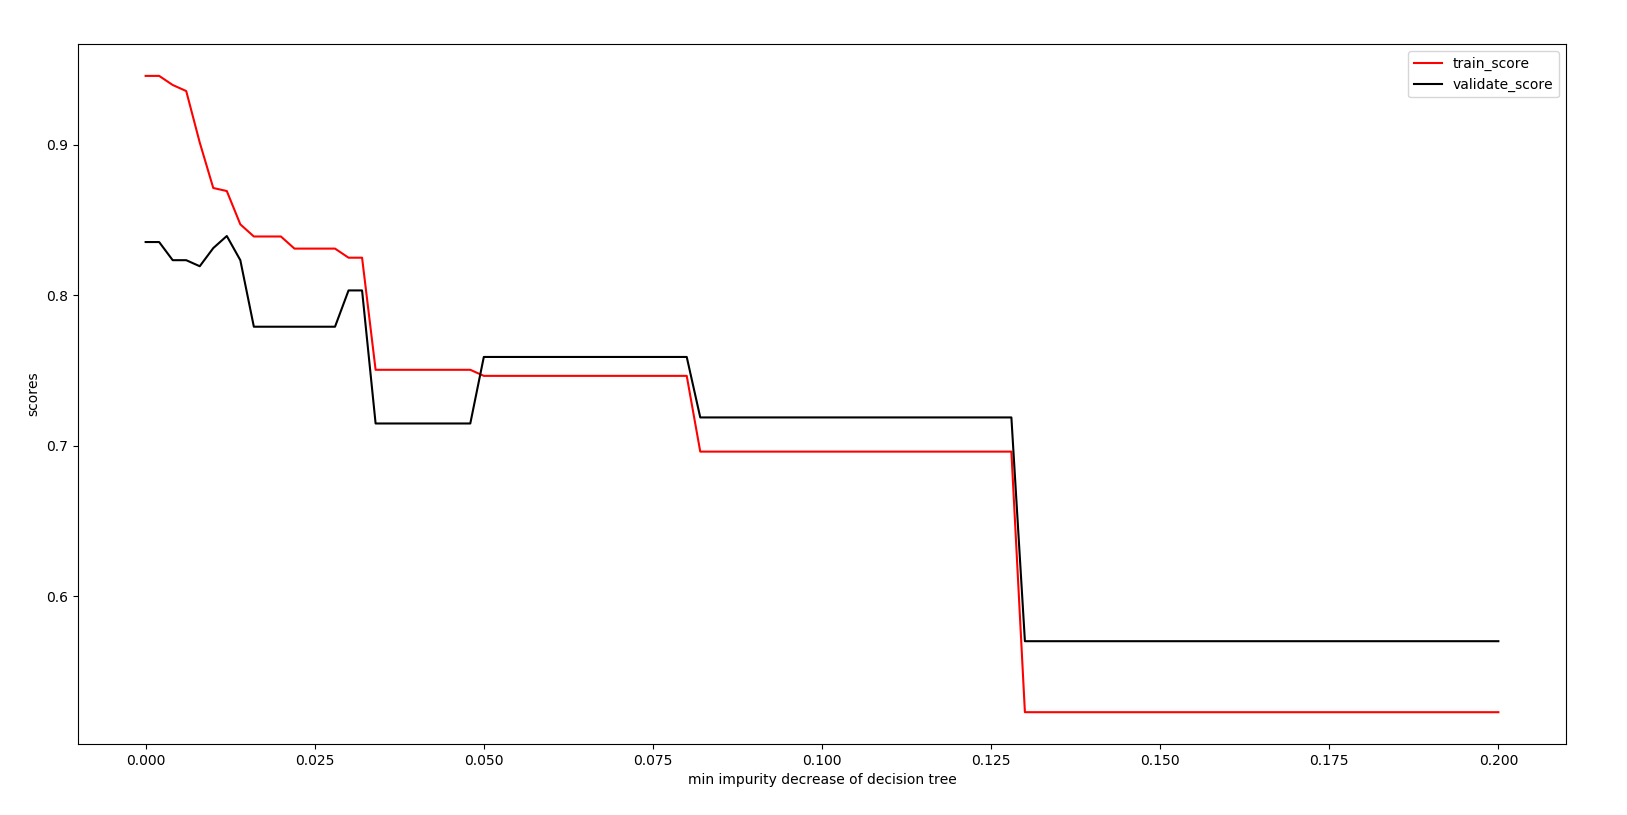 train_score
validate_score
0.9
0.8
0.7
0.6
scores
0.000 0.025 0.050 0.075 0.100 0.125 0.150 0.175 0.200
min impurity decrease of decision tree